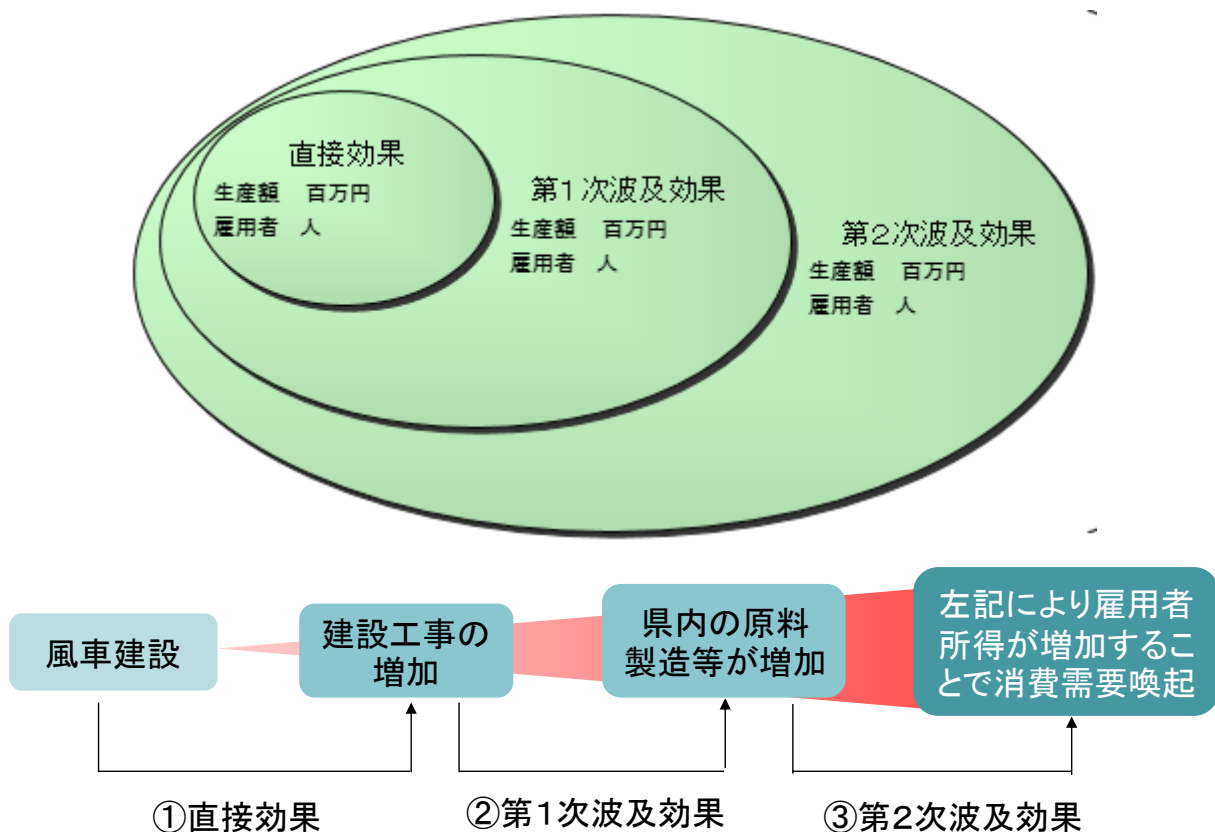 直接効果
生産額　百万円
雇用者　人
第１次波及効果
生産額　百万円
雇用者　人
第２次波及効果
生産額　百万円
雇用者　人
風車建設
建設工事の
増加
県内の原料
製造等が増加
左記により雇用者
所得が増加するこ
とで消費需要喚起
①直接効果
②第１次波及効果
③第２次波及効果